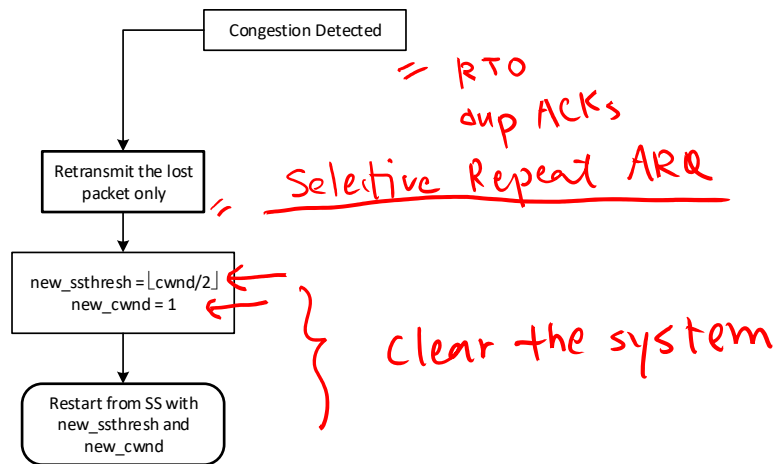 Congestion Detected
= RTO
dup ACKs
Retransmit the lost
packet only
= Selective Repeat ARQ
new_ssthresh = ⌊cwnd/2⌋
new_cwnd = 1
Clear the system
Restart from SS with
new_ssthresh and
new_cwnd